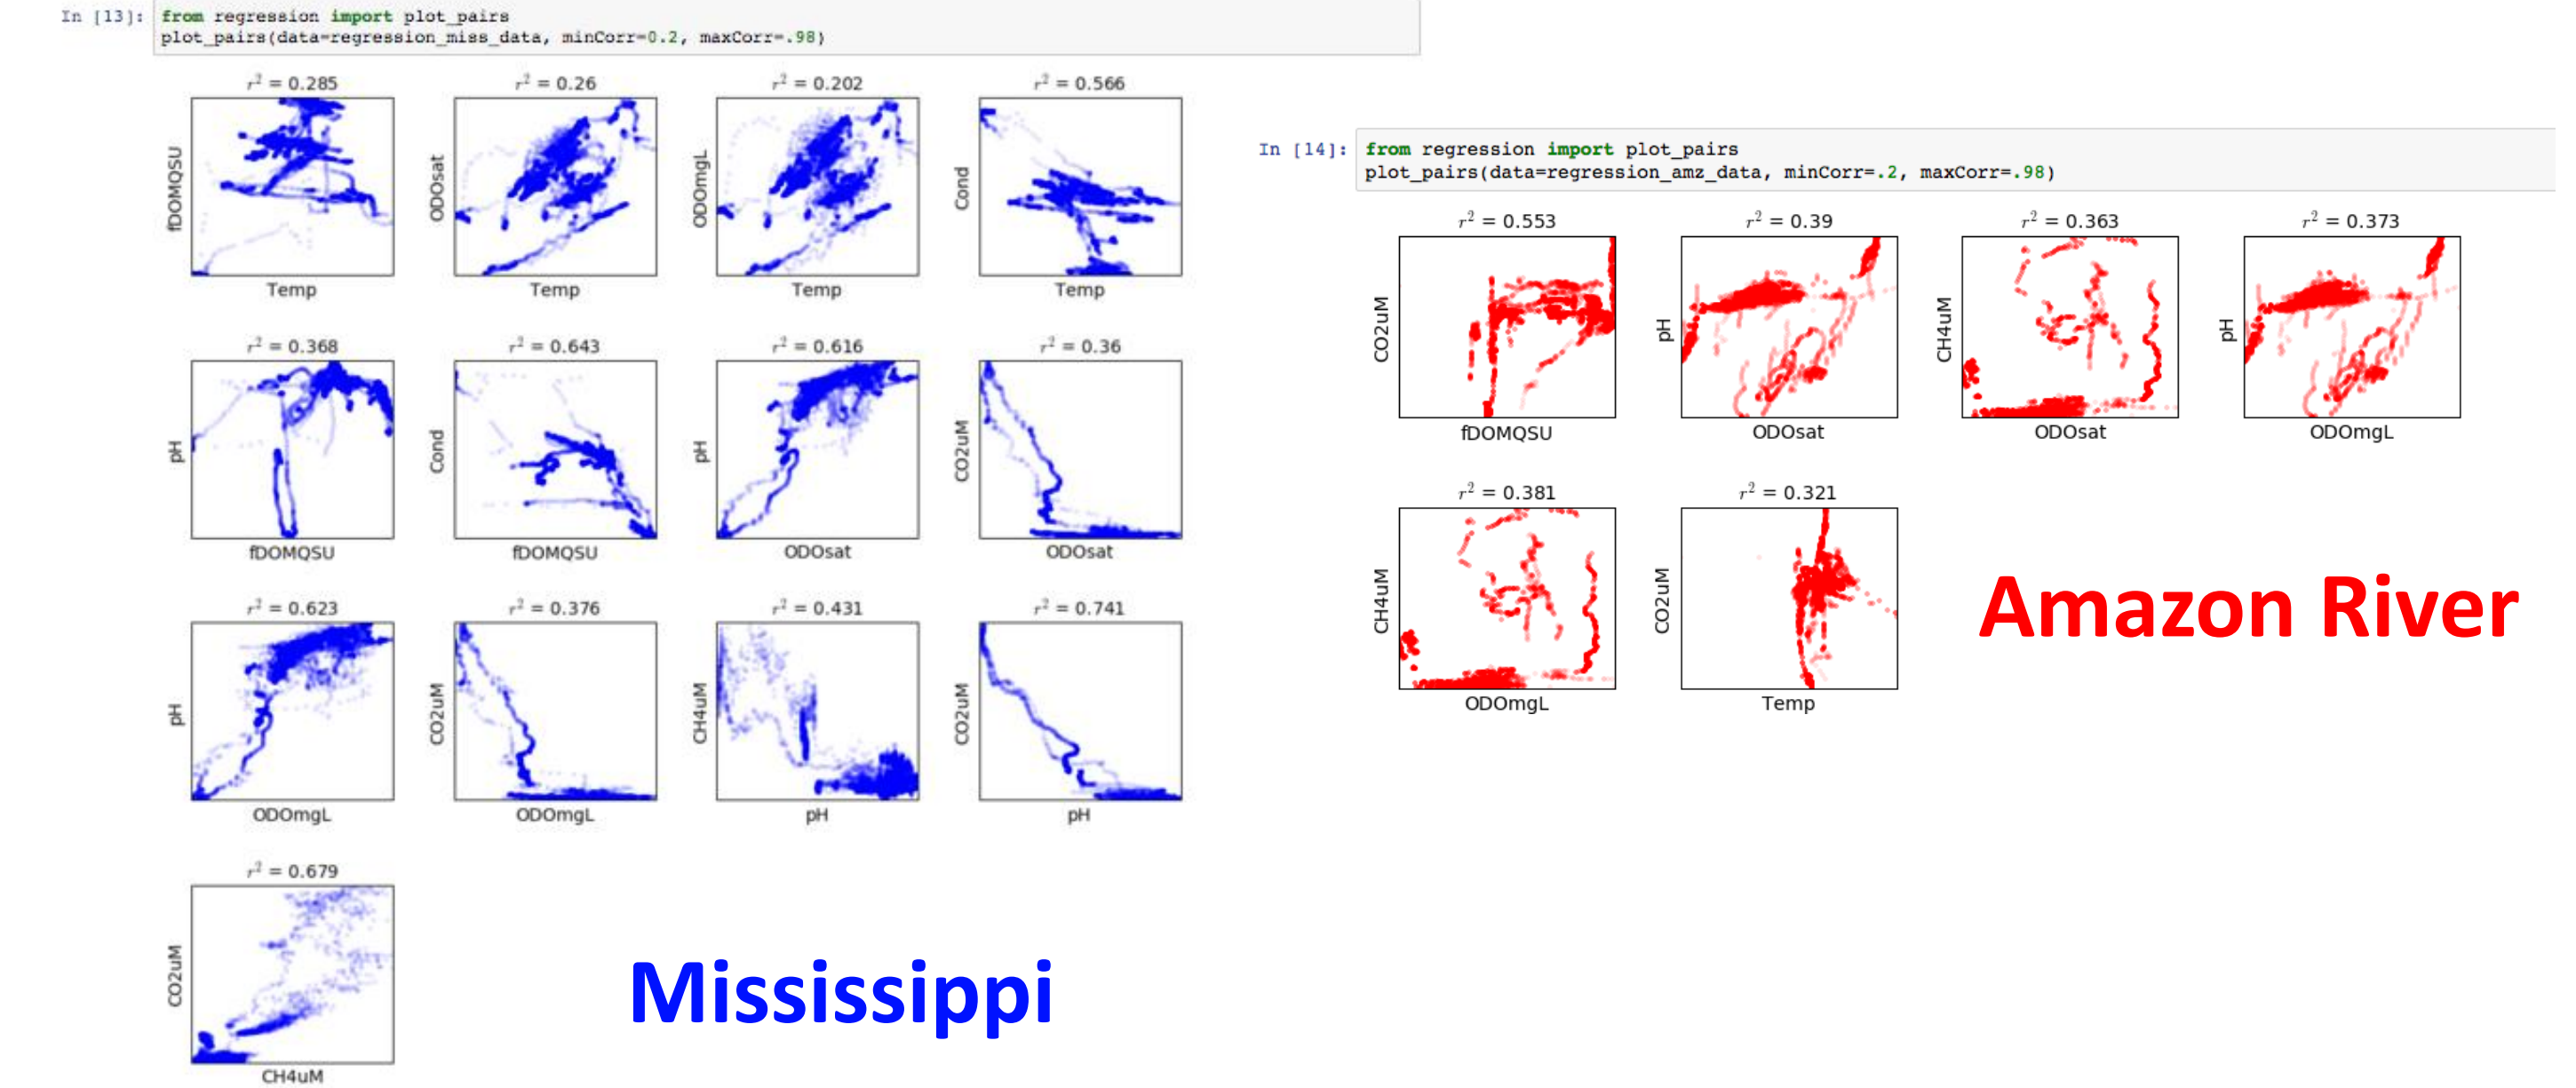 In [13]: from regression import plot_pairs
plot_pairs(data=regression_miss_data, minCorr=0.2, maxCorr=.98)
r² = 0.285
fDOMQSU
Temp
r² = 0.26
ODOsat
Temp
r² = 0.202
ODOmgL
Temp
r² = 0.566
Cond
Temp
r² = 0.368
pH
fDOMQSU
r² = 0.643
Cond
fDOMQSU
r² = 0.616
pH
ODOsat
r² = 0.36
CO2uM
ODOsat
r² = 0.623
pH
ODOmgL
r² = 0.376
CO2uM
ODOmgL
r² = 0.431
CH4uM
pH
r² = 0.741
CO2uM
pH
r² = 0.679
CO2uM
CH4uM
Mississippi
In [14]: from regression import plot_pairs
plot_pairs(data=regression_amz_data, minCorr=.2, maxCorr=.98)
r² = 0.553
CO2uM
fDOMQSU
r² = 0.39
pH
ODOsat
r² = 0.363
CH4uM
ODOsat
r² = 0.373
pH
ODOmgL
r² = 0.381
CH4uM
ODOmgL
r² = 0.321
CO2uM
Temp
Amazon River